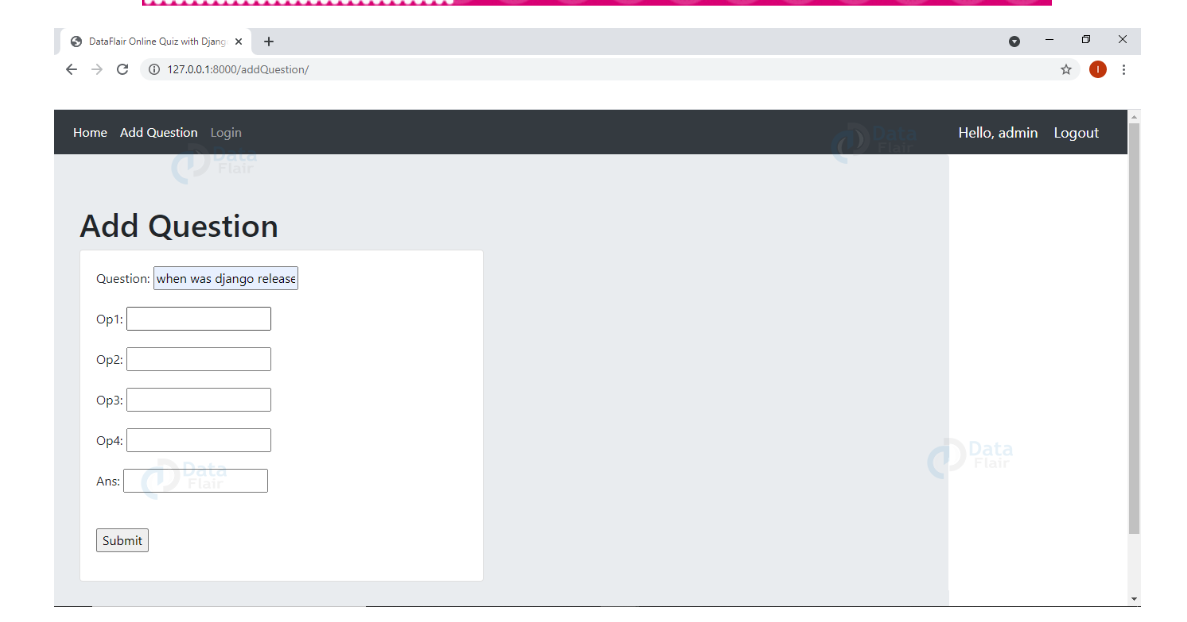 DataFlair Online Quiz with Djang
127.0.0.1:8000/addQuestion/
Home Add Question Login Hello, admin Logout
Data
Flair
Data
Flair
Add Question
Question: when was django release
Op1:
Op2:
Op3:
Op4:
Data
Flair
Ans:
Data
Flair
Submit